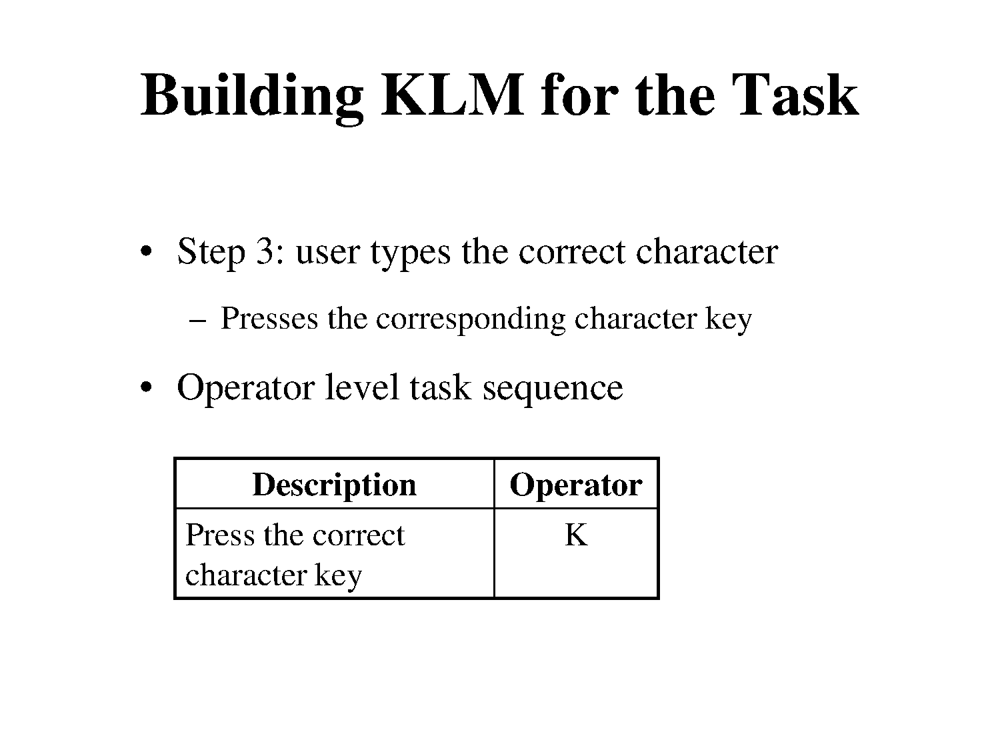 Building KLM for the Task
• Step 3: user types the correct character
– Presses the corresponding character key
• Operator level task sequence
Description Operator
Press the correct K
character key